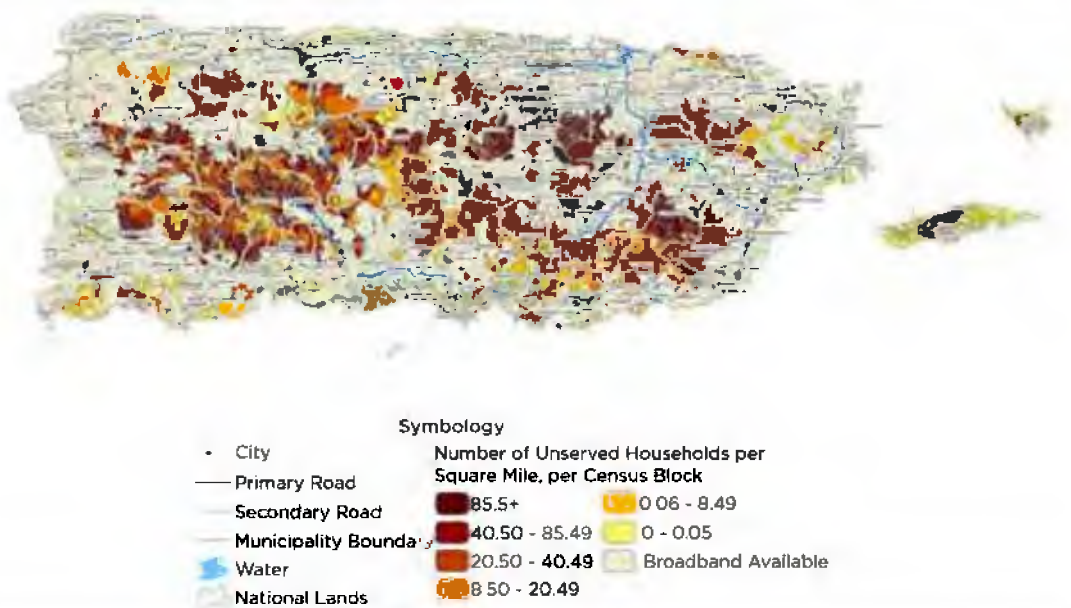 Symbology
City
Primary Road
Secondary Road
Municipality Boundary
Water
National Lands
Number of Unserved Households per
Square Mile, per Census Block
85.5+
40.50 - 85.49
20.50 - 40.49
8 50 - 20.49
0 06 - 8.49
0 - 0.05
Broadband Available